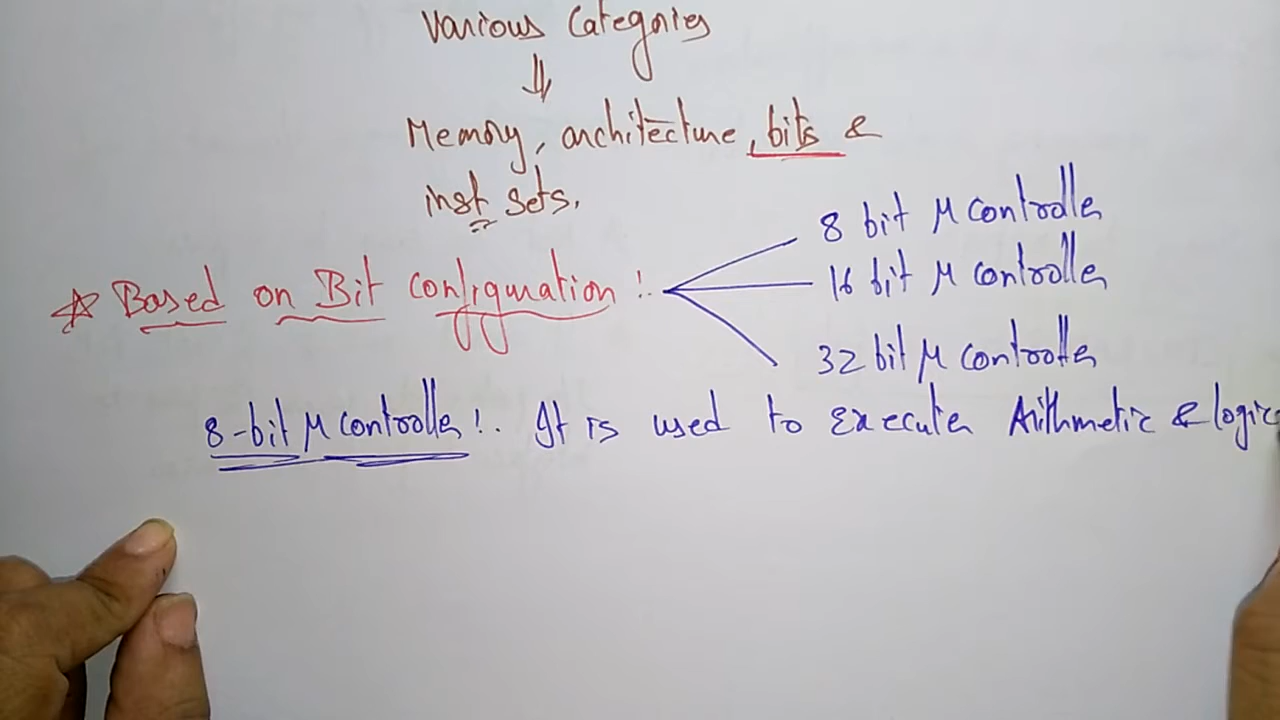 Various Categories
⇓
Memory, architecture, bits &
inst sets.
8 bit μ controller
16 bit μ controller
☆ Based on Bit Configuration :-
32 bit μ controller
8-bit μ controller :- It is used to Execute Arithmetic & logic